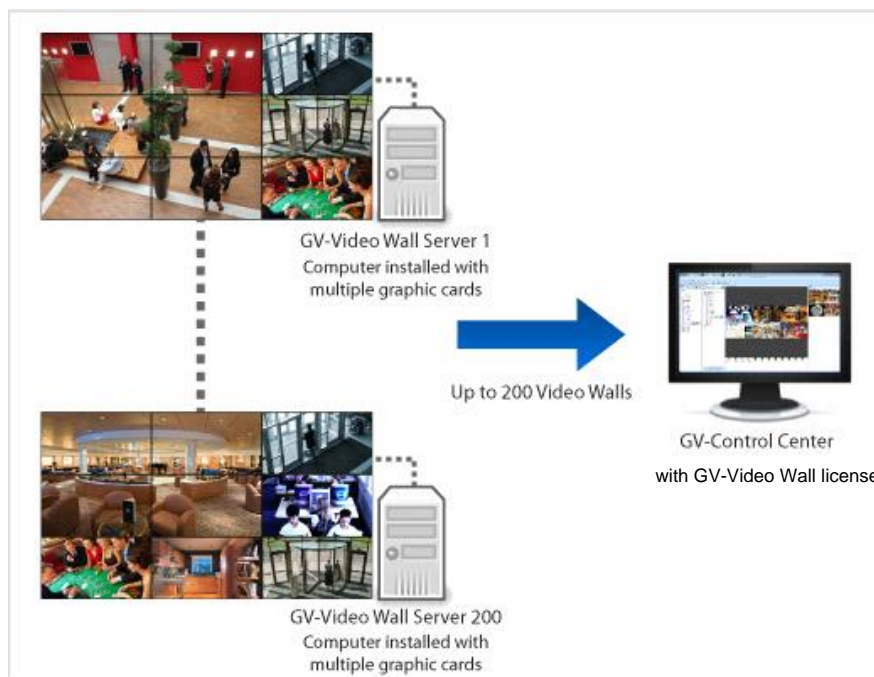 GV-Video Wall Server 1
Computer installed with
multiple graphic cards
Up to 200 Video Walls
GV-Control Center
with GV-Video Wall license
GV-Video Wall Server 200
Computer installed with
multiple graphic cards